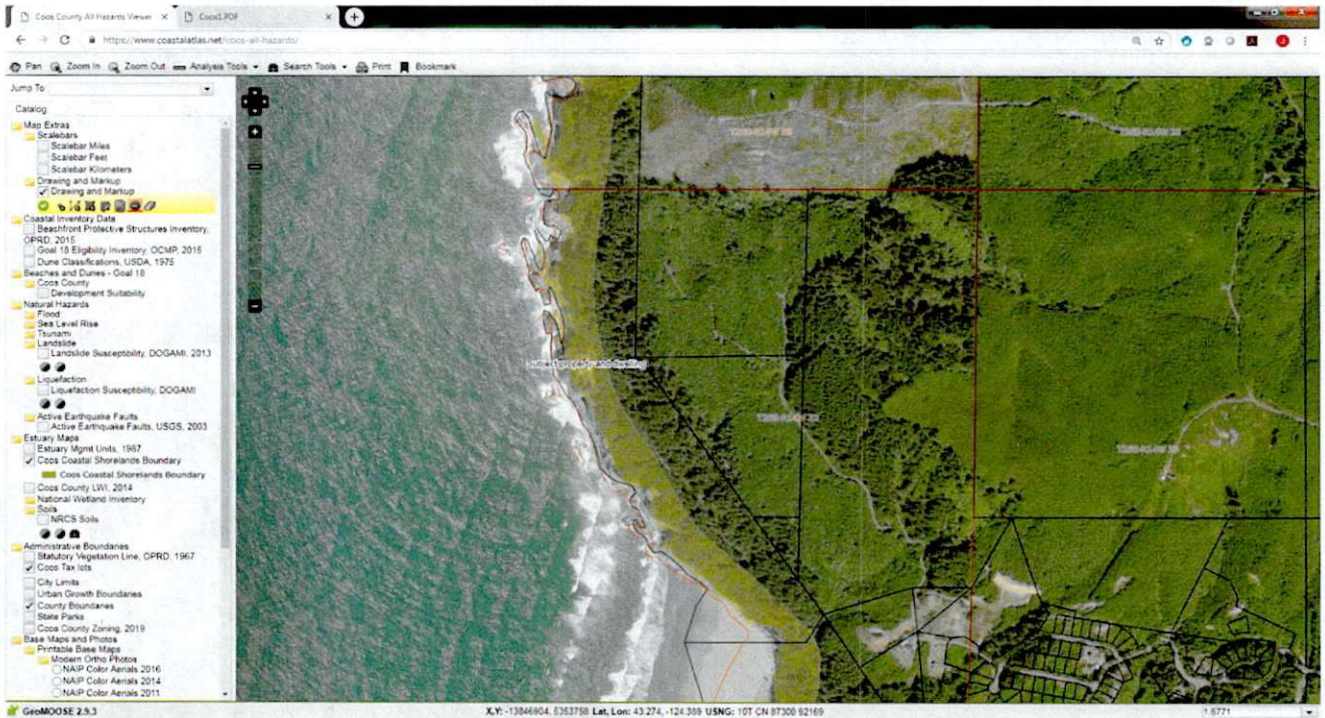 Coos County All Hazards Viewer
Coos1.PDF
https://www.coastalatlas.net/coos-all-hazards/
Pan Zoom In Zoom Out Analysis Tools Search Tools Print Bookmark
Jump To
Catalog
Map Extras
Scalebars
Scalebar Miles
Scalebar Feet
Scalebar Kilometers
Drawing and Markup
Drawing and Markup
Coastal Inventory Data
Beachfront Protective Structures Inventory,
OPRD, 2015
Goal 18 Eligibility Inventory, OCMP, 2015
Dune Classifications, USDA, 1975
Beaches and Dunes - Goal 18
Coos County
Development Suitability
Natural Hazards
Flood
Sea Level Rise
Tsunami
Landslide
Landslide Susceptibility, DOGAMI, 2013
Liquefaction
Liquefaction Susceptibility, DOGAMI
Active Earthquake Faults
Active Earthquake Faults, USGS, 2003
Estuary Maps
Estuary Mgmt Units, 1987
Coos Coastal Shorelands Boundary
Coos Coastal Shorelands Boundary
Coos County LWI, 2014
National Wetland Inventory
Soils
NRCS Soils
Administrative Boundaries
Statutory Vegetation Line, OPRD, 1967
Coos Tax lots
City Limits
Urban Growth Boundaries
County Boundaries
State Parks
Coos County Zoning, 2019
Base Maps and Photos
Printable Base Maps
Modern Ortho Photos
NAIP Color Aerials 2016
NAIP Color Aerials 2014
NAIP Color Aerials 2011
Subject property and dwelling
GeoMOOSE 2.9.3
X,Y: -13846904, 5353758 Lat, Lon: 43.274, -124.389 USNG: 10T CN 87300 92169
1:6771